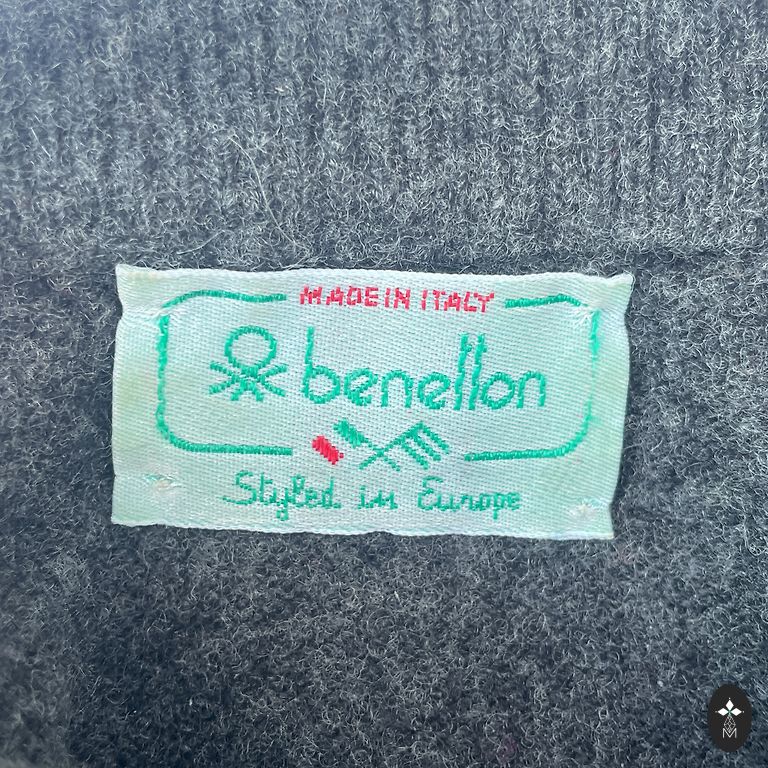 MADE IN ITALY
benetton
Styled in Europe
M